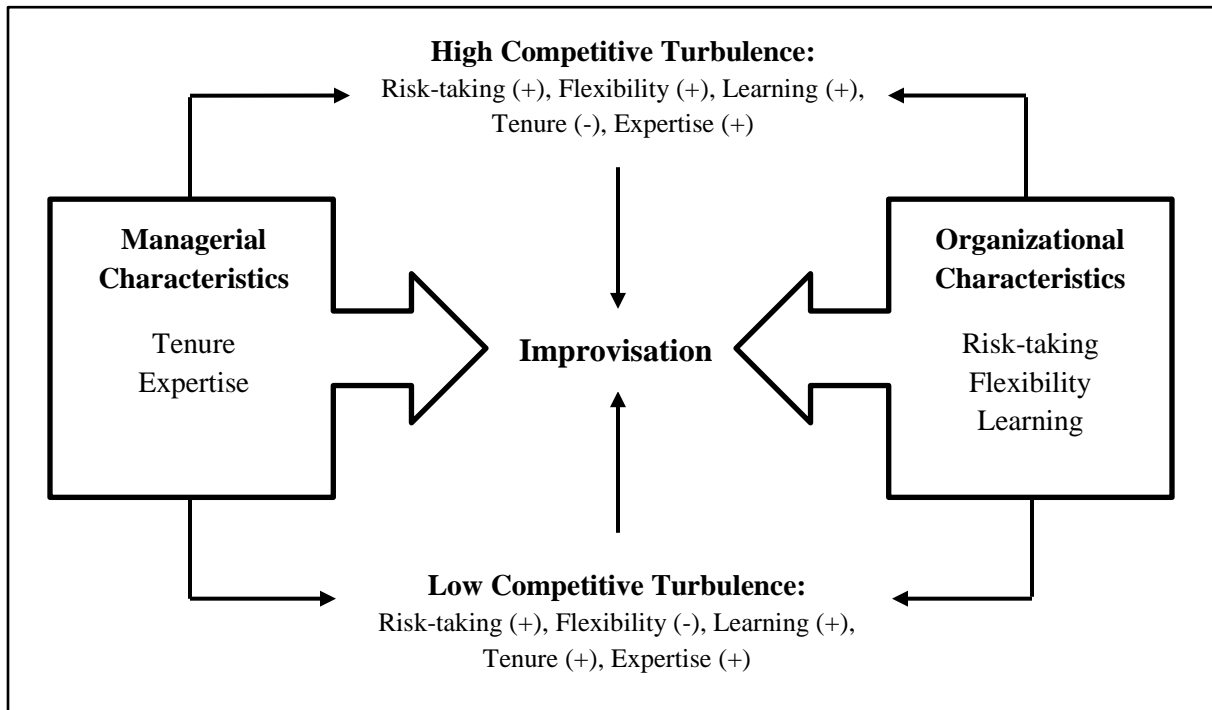 High Competitive Turbulence:
Risk-taking (+), Flexibility (+), Learning (+),
Tenure (-), Expertise (+)
Managerial
Characteristics
Tenure
Expertise
Improvisation
Organizational
Characteristics
Risk-taking
Flexibility
Learning
Low Competitive Turbulence:
Risk-taking (+), Flexibility (-), Learning (+),
Tenure (+), Expertise (+)